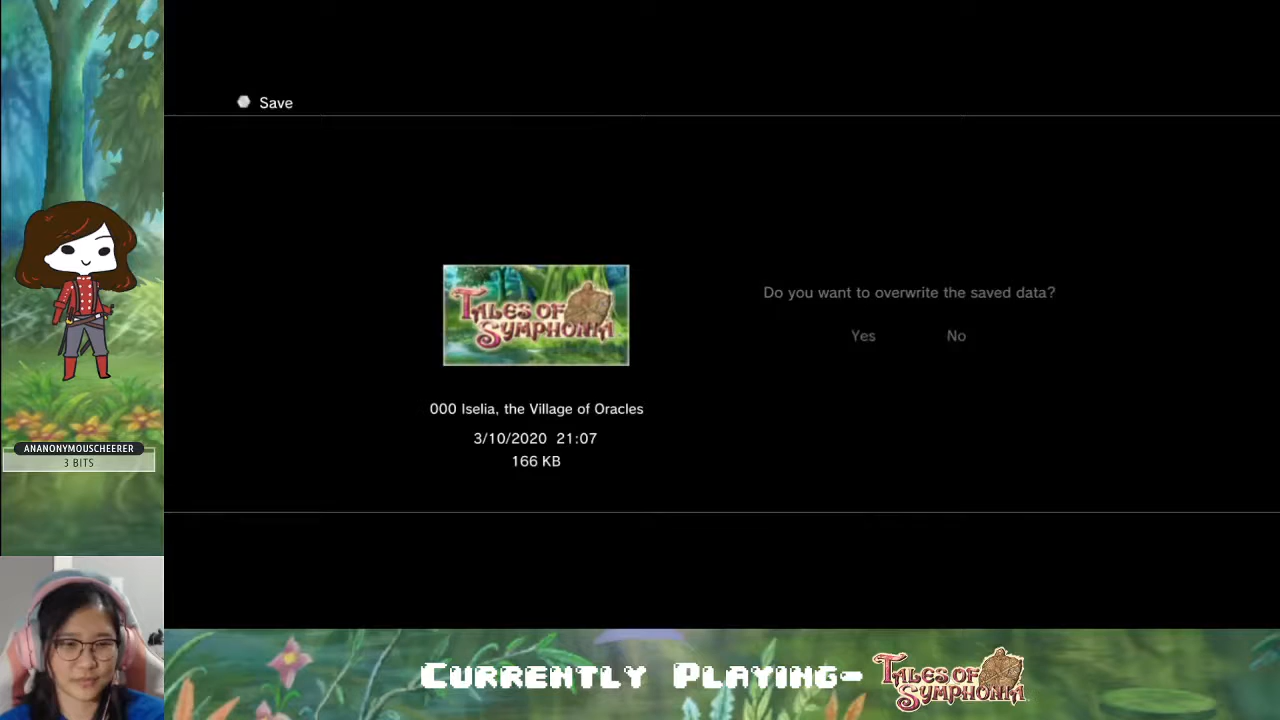 Save
TALES OF
SYMPHONIA
Do you want to overwrite the saved data?
Yes No
000 Iselia, the Village of Oracles
3/10/2020 21:07
166 KB
ANANONYMOUSCHEERER
3 BITS
CURRENTLY PLAYING-
TALES OF
SYMPHONIA